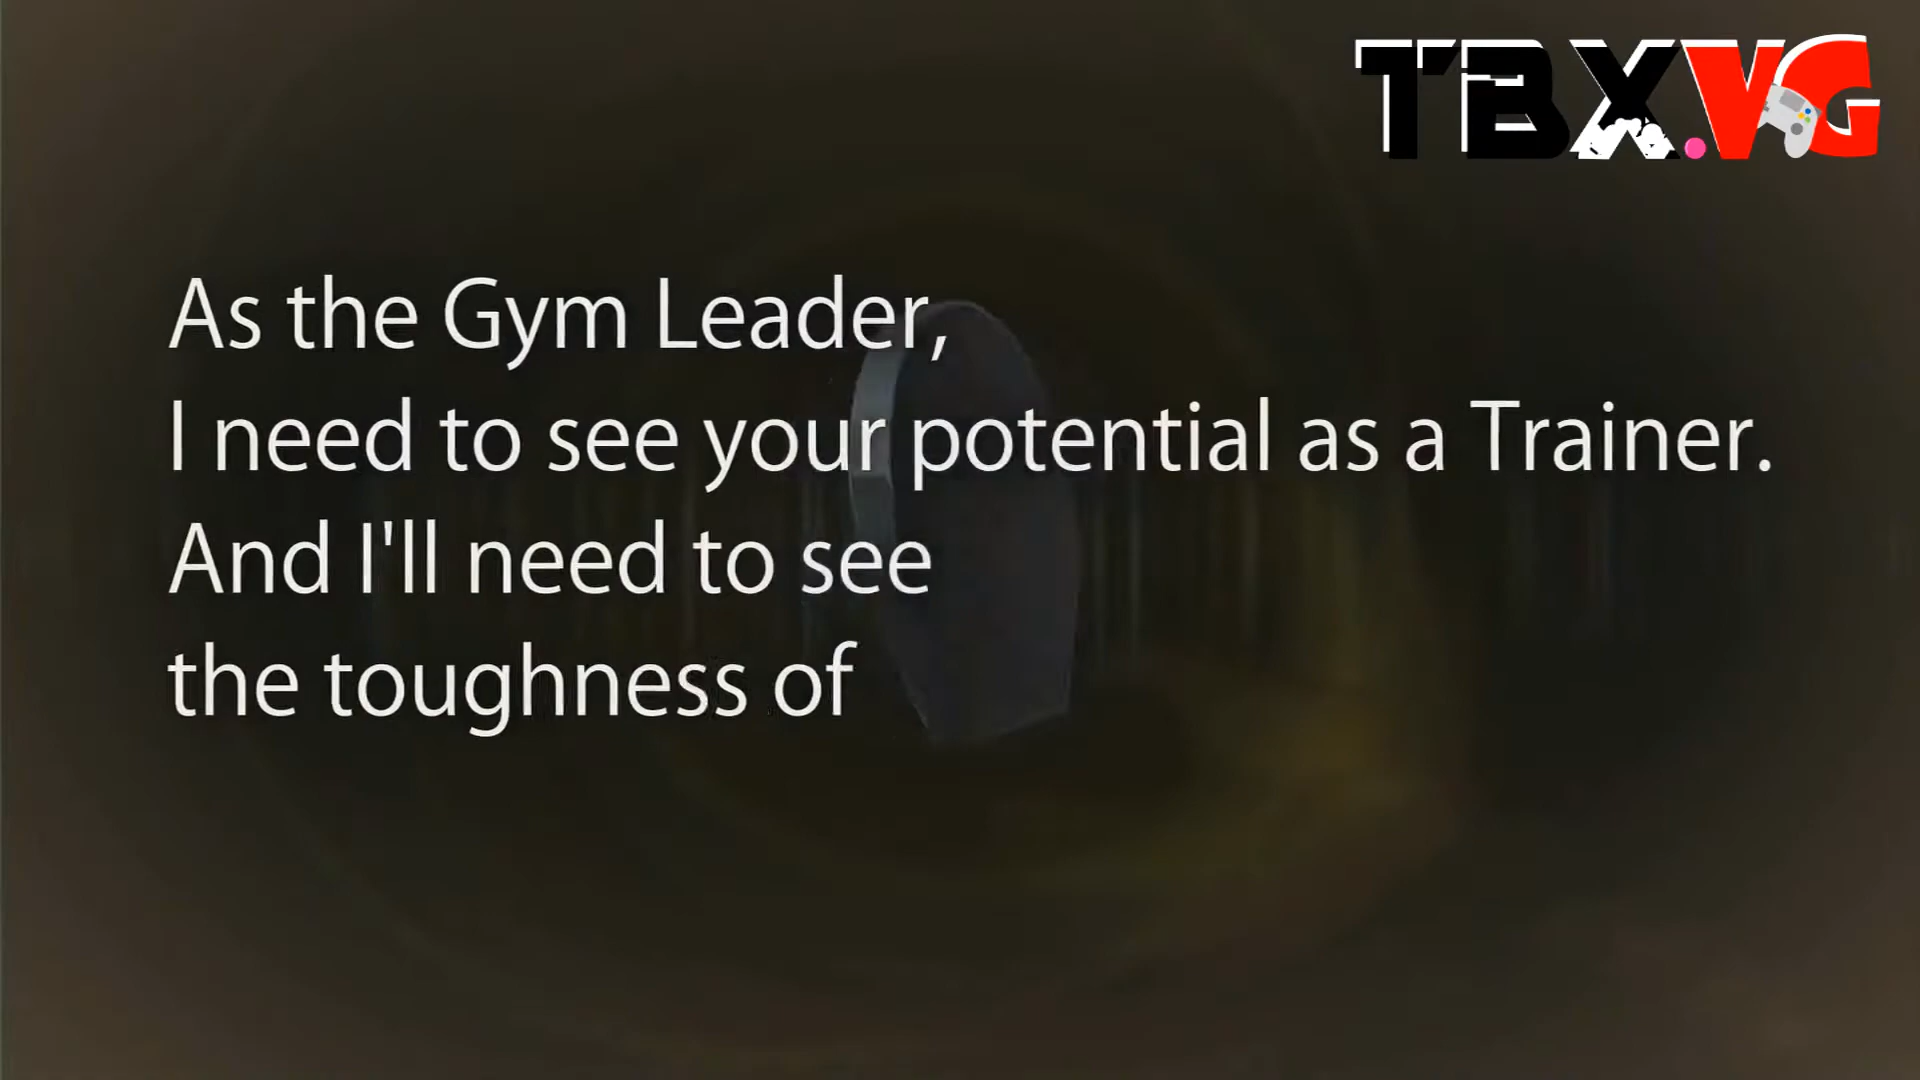 TBX.VG
As the Gym Leader,
I need to see your potential as a Trainer.
And I'll need to see
the toughness of